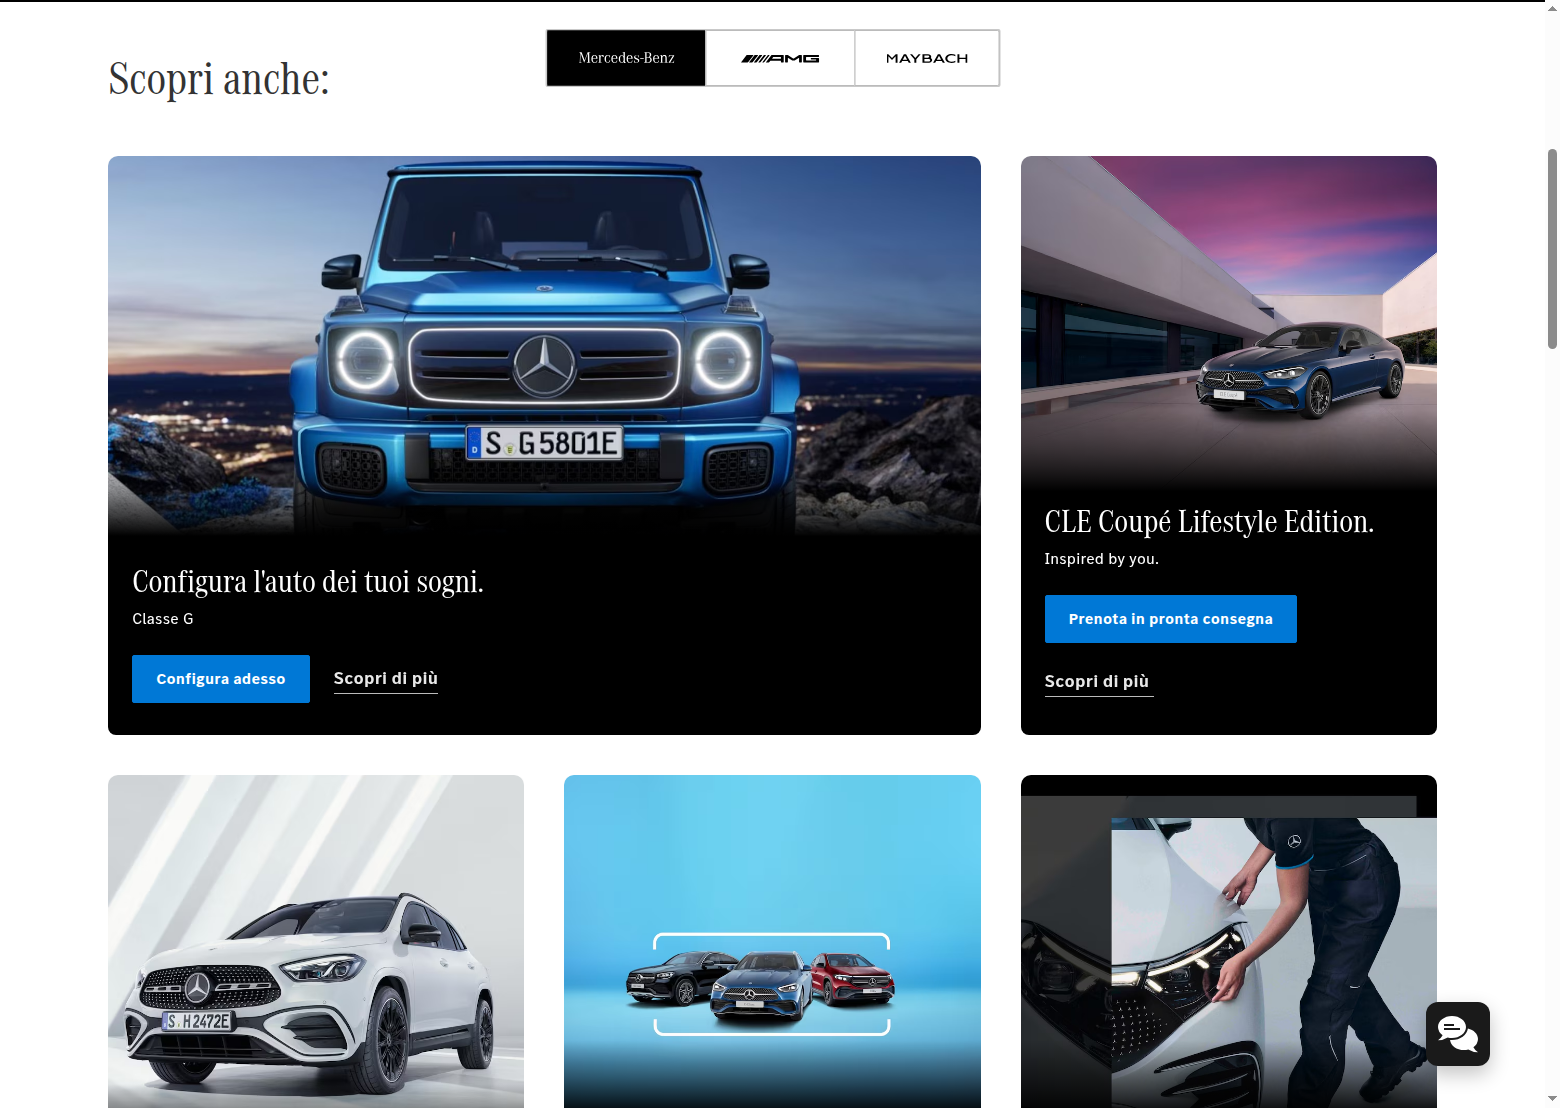 Scopri anche:
Mercedes-Benz
AMG
MAYBACH
S G 5801E
Configura l'auto dei tuoi sogni.
Classe G
Configura adesso
Scopri di più
CLE Coupé Lifestyle Edition.
Inspired by you.
Prenota in pronta consegna
Scopri di più
S H 2472E